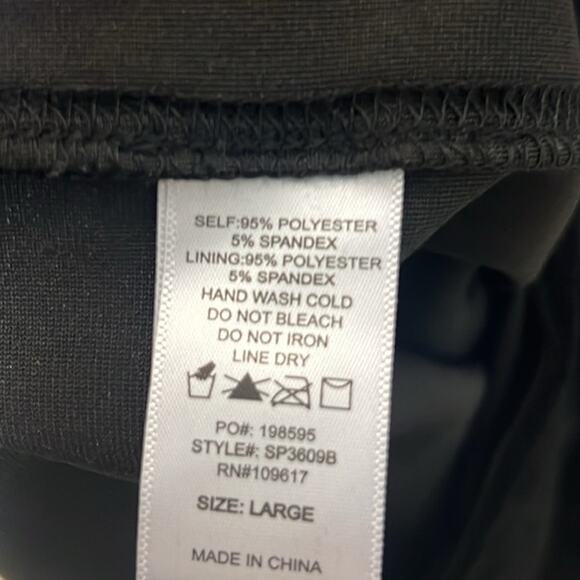 SELF:95% POLYESTER
5% SPANDEX
LINING:95% POLYESTER
5% SPANDEX
HAND WASH COLD
DO NOT BLEACH
DO NOT IRON
LINE DRY
PO#: 198595
STYLE#: SP3609B
RN#109617
SIZE: LARGE
MADE IN CHINA